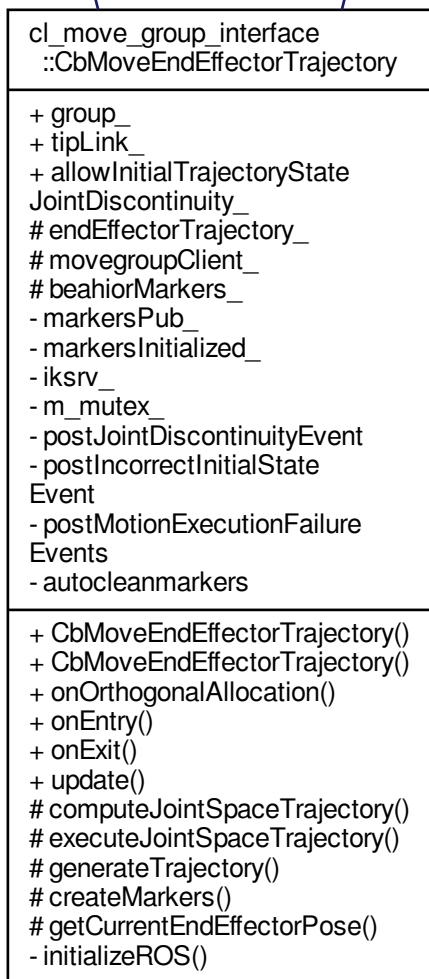 cl_move_group_interface
::CbMoveEndEffectorTrajectory
+ group_
+ tipLink_
+ allowInitialTrajectoryState
JointDiscontinuity_
# endEffectorTrajectory_
# movegroupClient_
# beahiorMarkers_
- markersPub_
- markersInitialized_
- iksrv_
- m_mutex_
- postJointDiscontinuityEvent
- postIncorrectInitialState
Event
- postMotionExecutionFailure
Events
- autocleanmarkers
+ CbMoveEndEffectorTrajectory()
+ CbMoveEndEffectorTrajectory()
+ onOrthogonalAllocation()
+ onEntry()
+ onExit()
+ update()
# computeJointSpaceTrajectory()
# executeJointSpaceTrajectory()
# generateTrajectory()
# createMarkers()
# getCurrentEndEffectorPose()
- initializeROS()